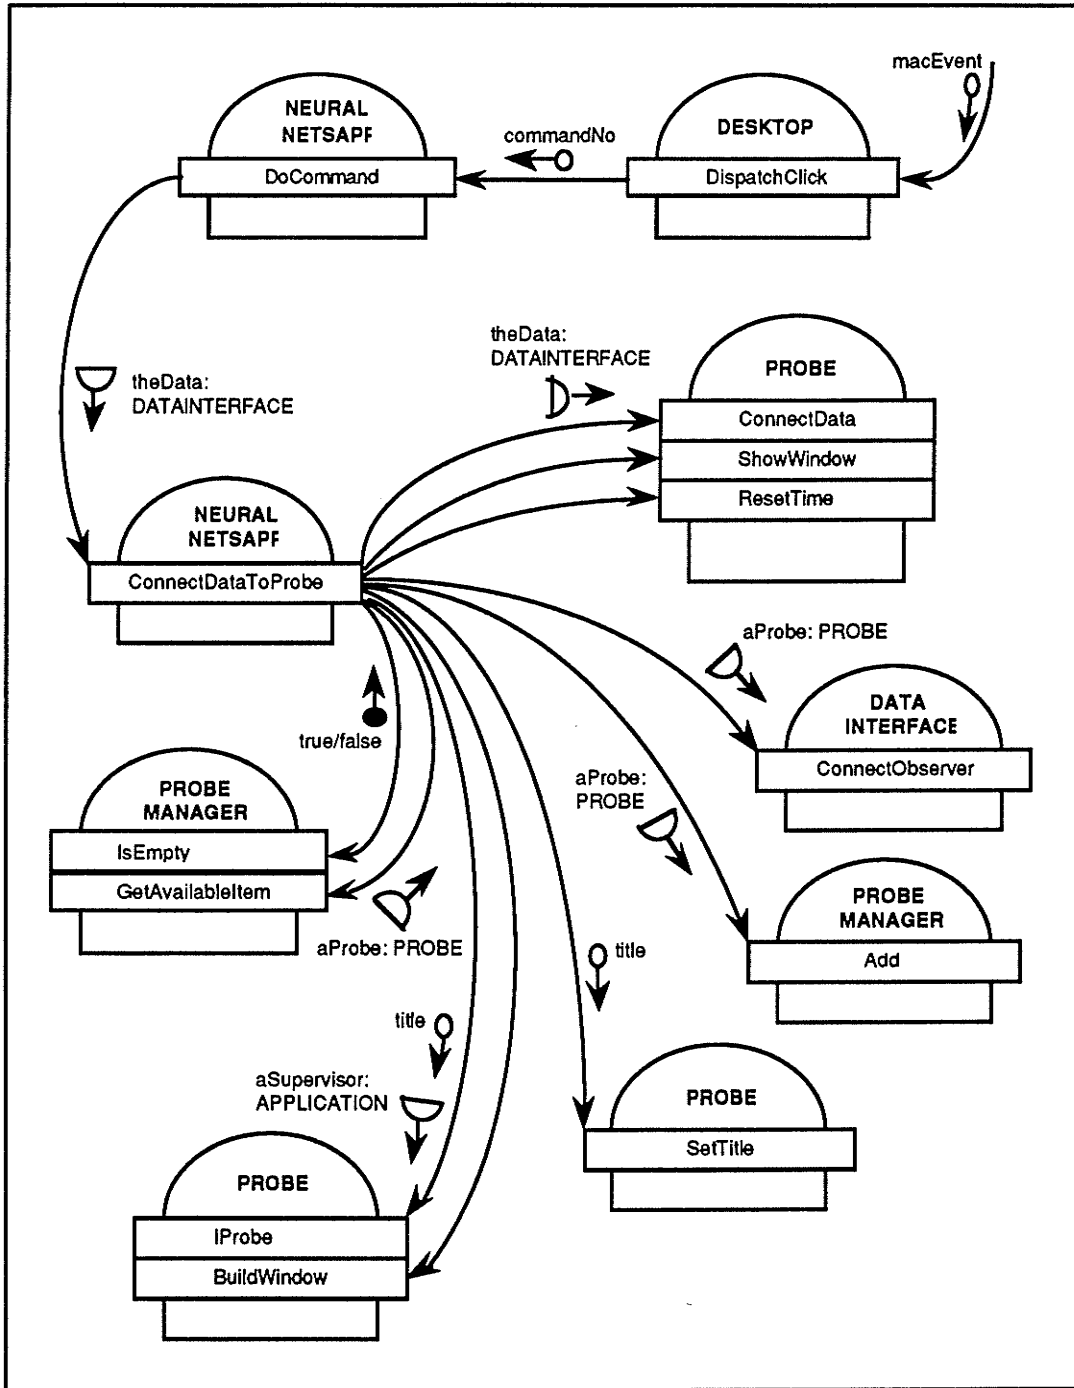 macEvent
NEURAL
NETSAPP
DoCommand
commandNo
DESKTOP
DispatchClick
theData:
DATAINTERFACE
theData:
DATAINTERFACE
PROBE
ConnectData
ShowWindow
ResetTime
NEURAL
NETSAPP
ConnectDataToProbe
aProbe: PROBE
DATA
INTERFACE
ConnectObserver
true/false
PROBE
MANAGER
IsEmpty
GetAvailableItem
aProbe: PROBE
aProbe:
PROBE
PROBE
MANAGER
Add
title
title
aSupervisor:
APPLICATION
PROBE
SetTitle
PROBE
IProbe
BuildWindow